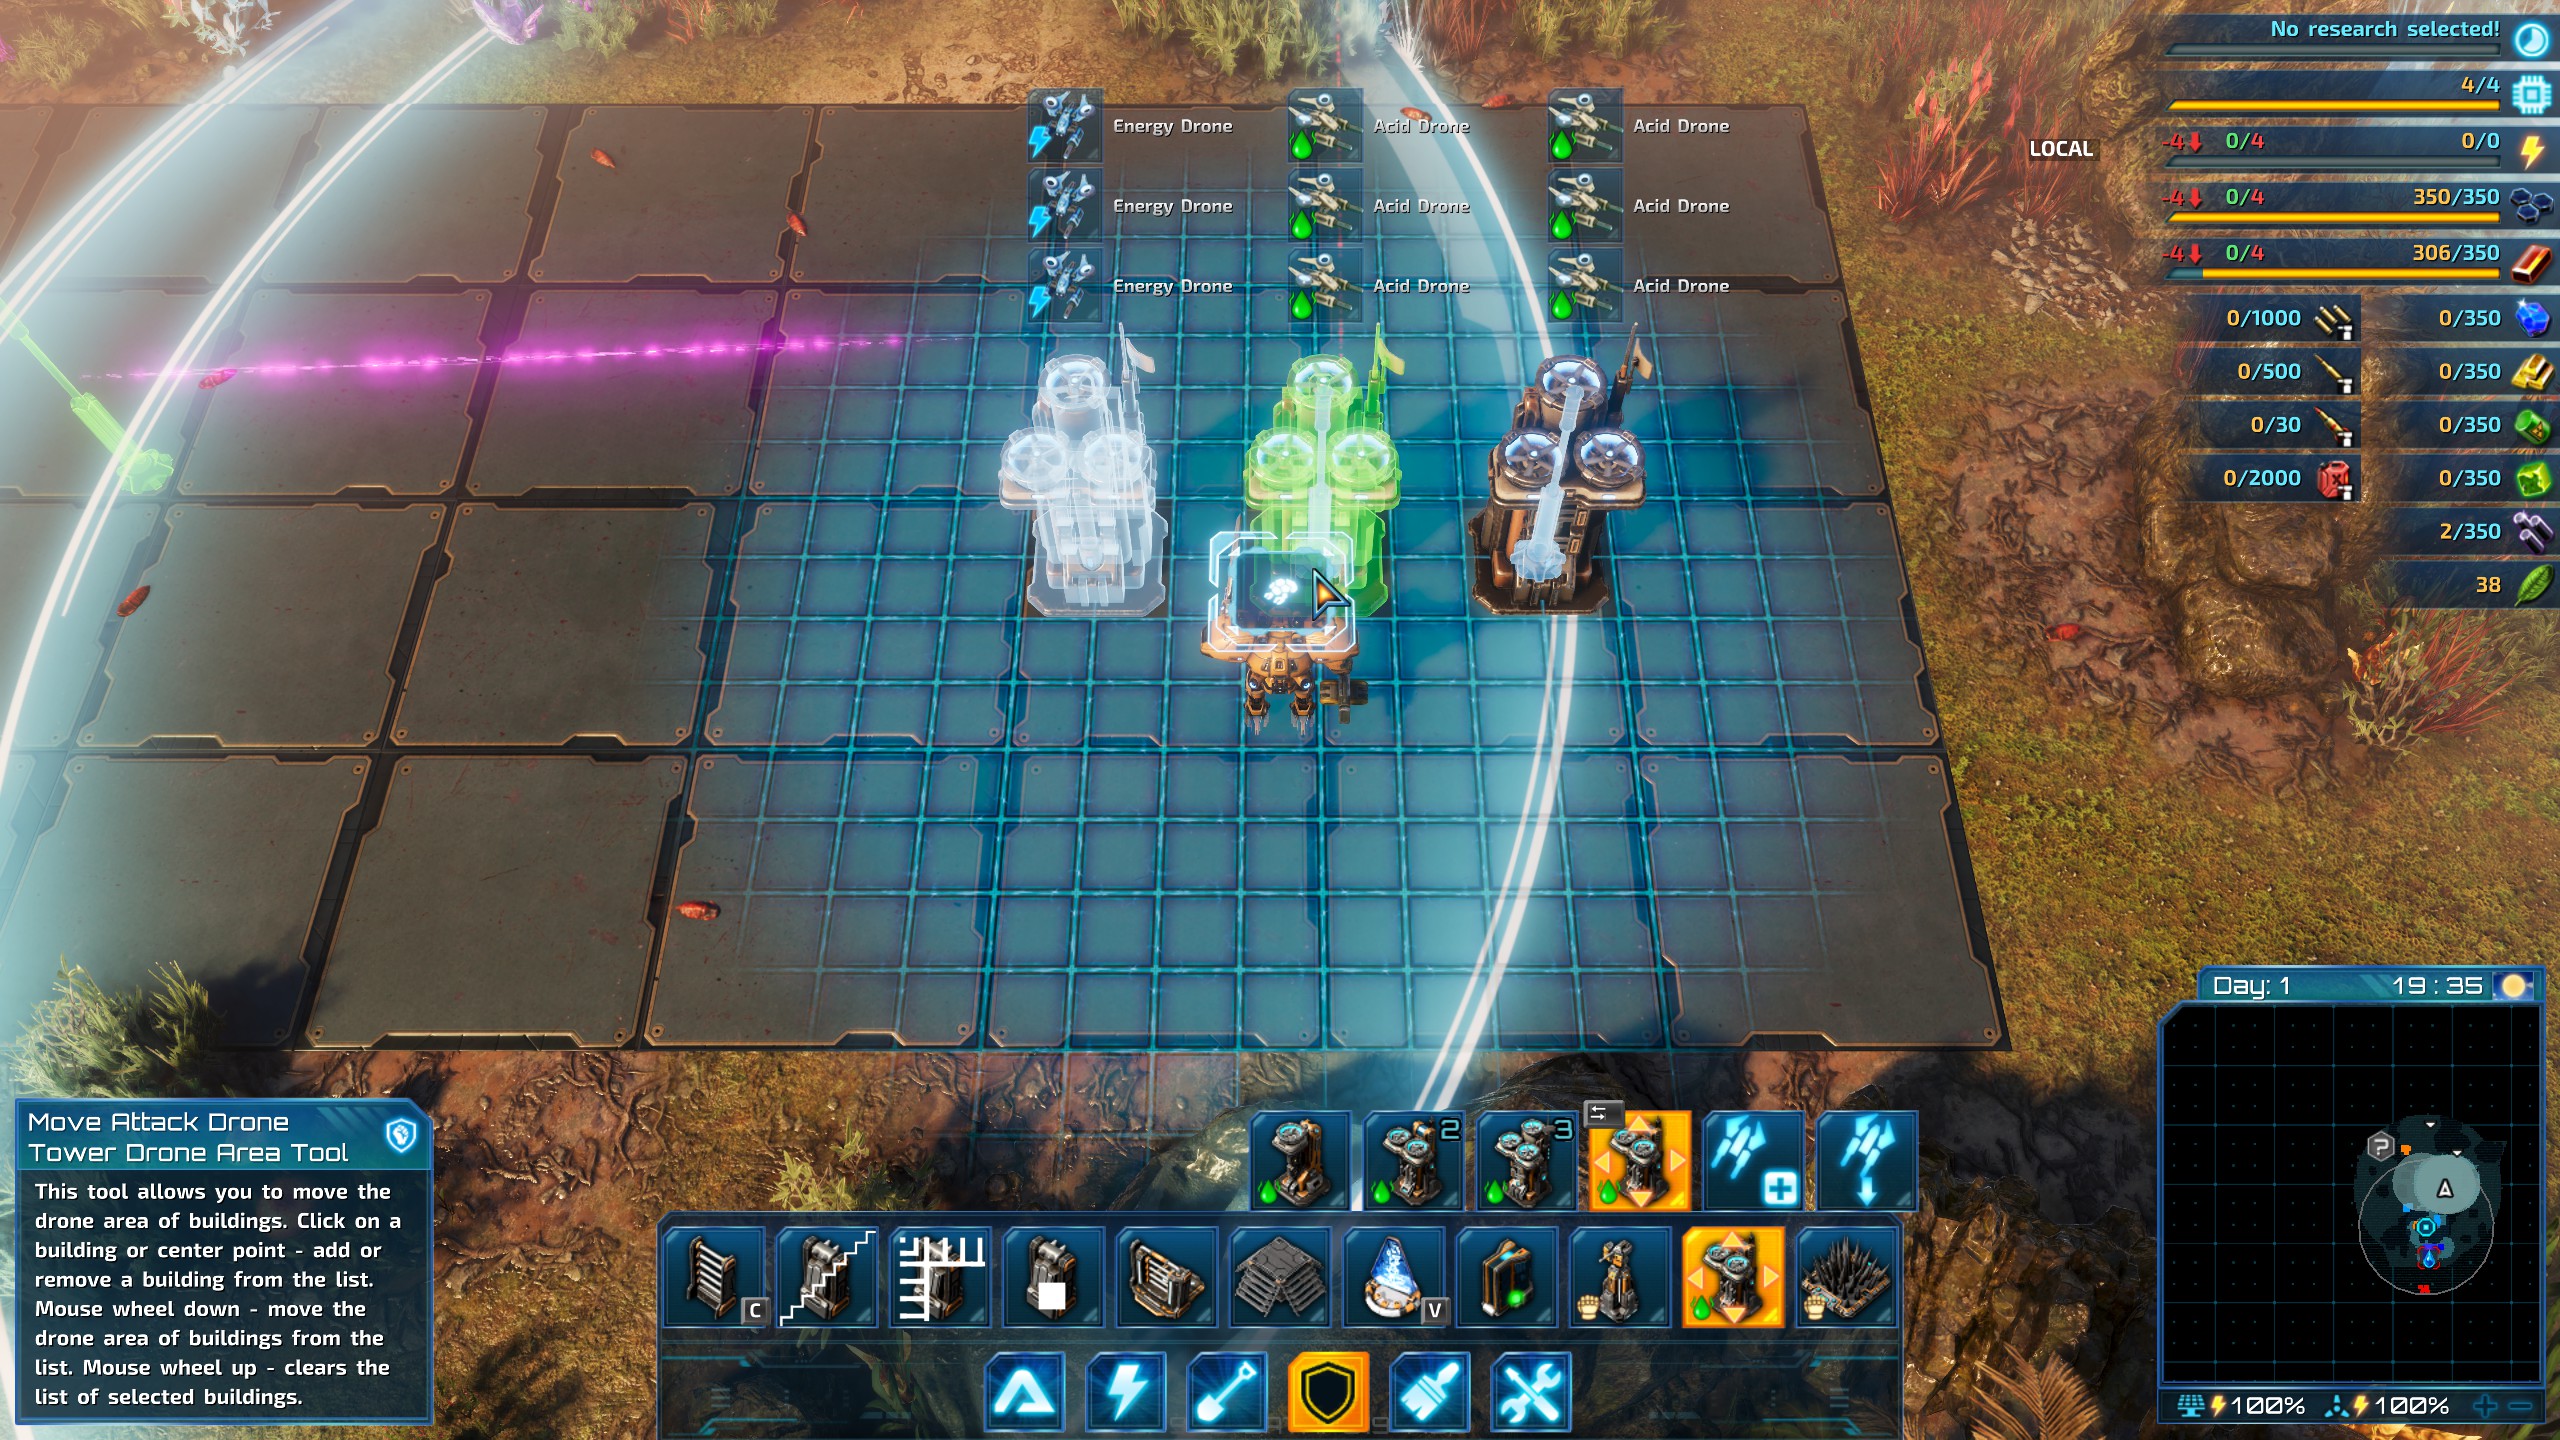 No research selected!
4/4
LOCAL
-4 0/4 0/0
-4 0/4 350/350
-4 0/4 306/350
0/1000 0/350
0/500 0/350
0/30 0/350
0/2000 0/350
2/350
38
Energy Drone Acid Drone Acid Drone
Energy Drone Acid Drone Acid Drone
Energy Drone Acid Drone Acid Drone
Move Attack Drone
Tower Drone Area Tool
This tool allows you to move the
drone area of buildings. Click on a
building or center point - add or
remove a building from the list.
Mouse wheel down - move the
drone area of buildings from the
list. Mouse wheel up - clears the
list of selected buildings.
2 3
C V
Day: 1 19:35
?
A
100% 100%